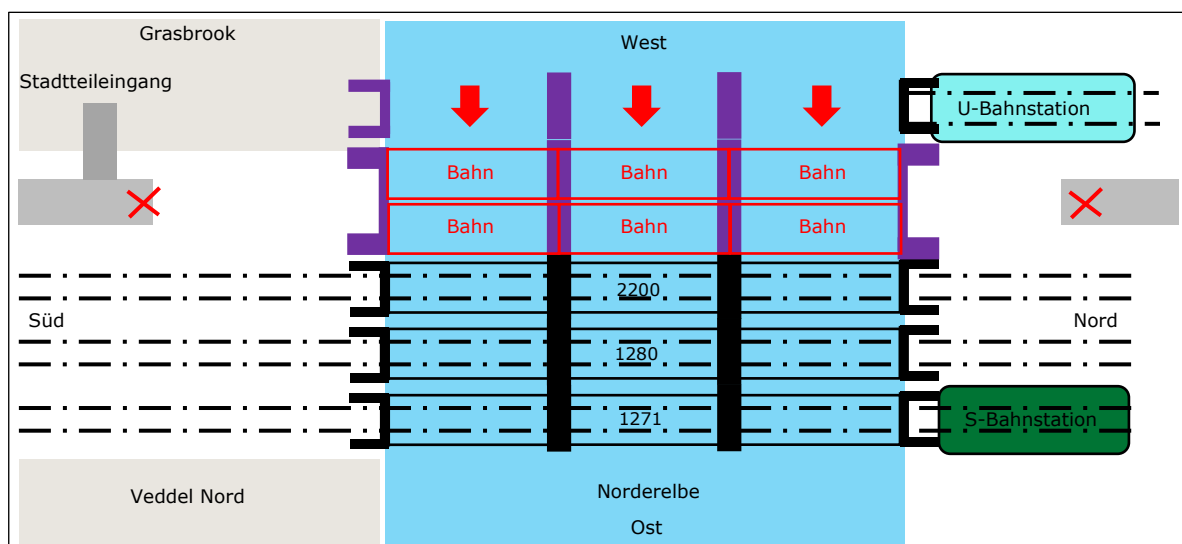 Grasbrook
West
Stadtteileingang
U-Bahnstation
Bahn Bahn Bahn
Bahn Bahn Bahn
2200
Süd
Nord
1280
1271
S-Bahnstation
Veddel Nord
Norderelbe
Ost